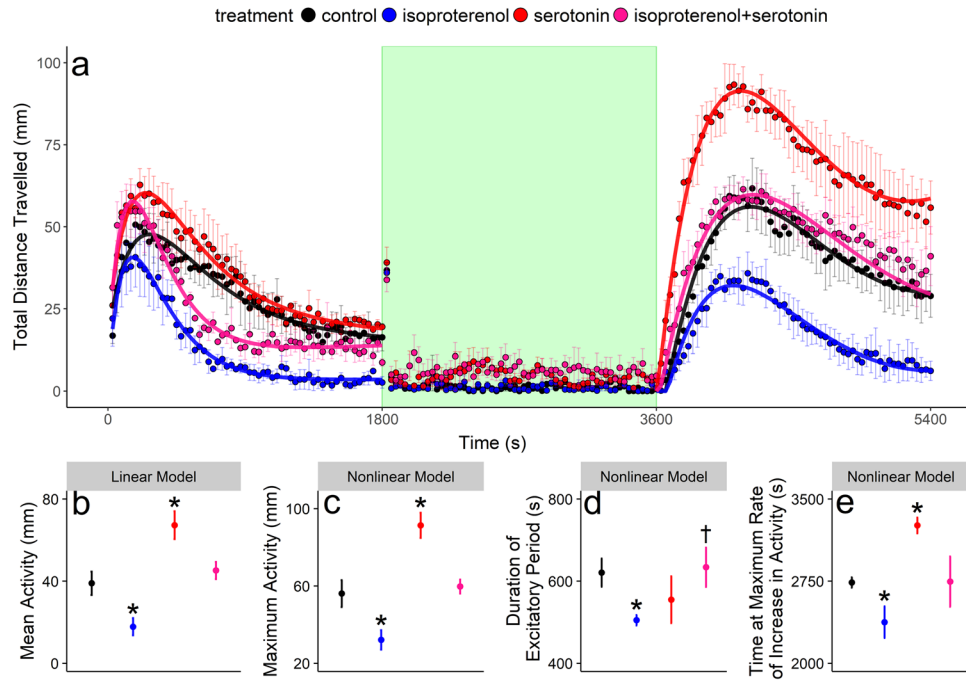 treatment control isoproterenol serotonin isoproterenol+serotonin
a
Total Distance Travelled (mm)
100
75
50
25
0
0 1800 3600 5400
Time (s)
Linear Model
b
Mean Activity (mm)
80
40
0
*
*
Nonlinear Model
c
Maximum Activity (mm)
100
60
20
*
*
Nonlinear Model
d
Duration of
Excitatory Period (s)
800
600
400
*
†
Nonlinear Model
e
Time at Maximum Rate
of Increase in Activity (s)
3500
2750
2000
*
*